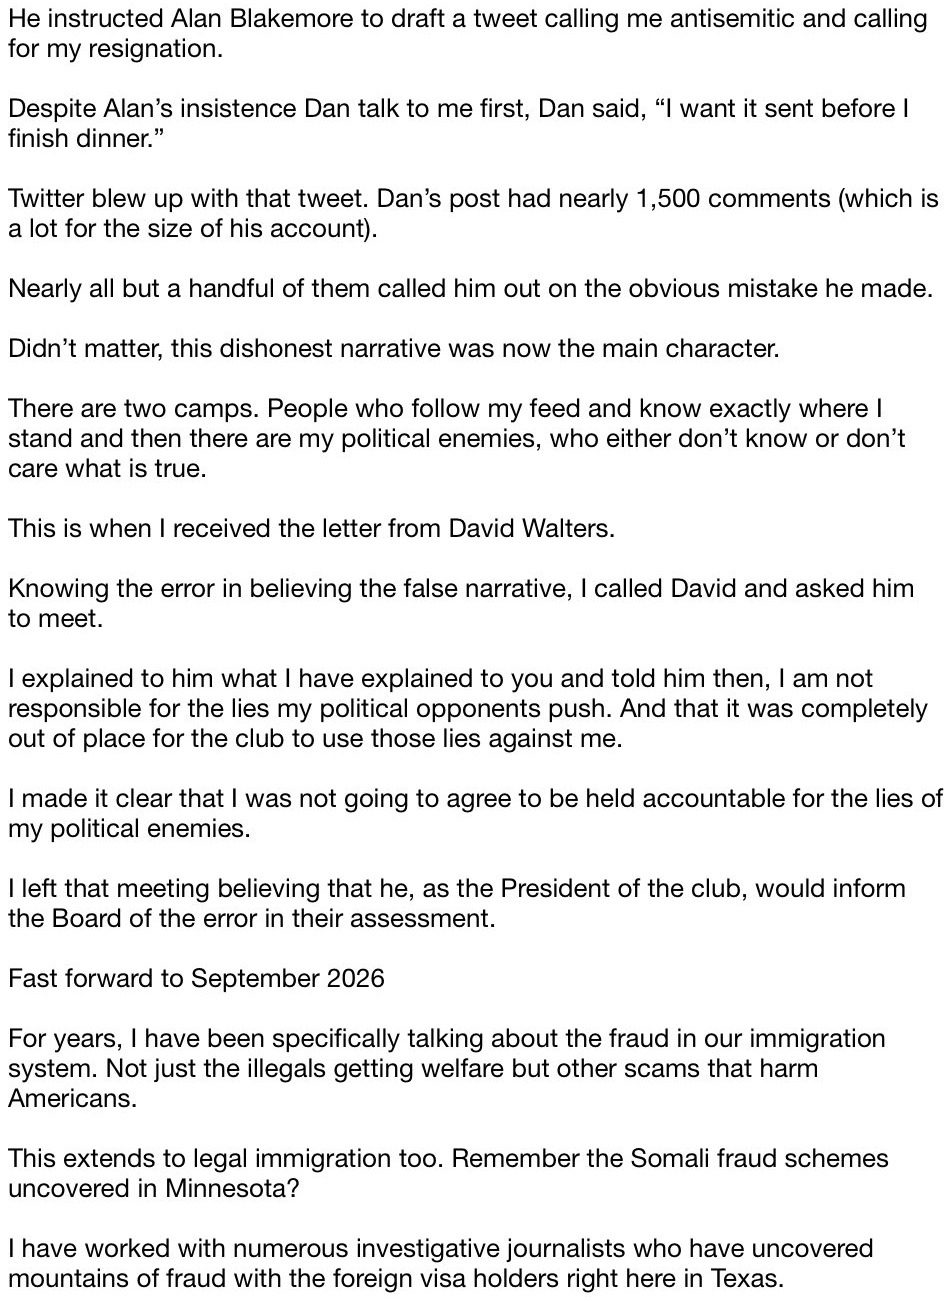 He instructed Alan Blakemore to draft a tweet calling me antisemitic and calling
for my resignation.
Despite Alan’s insistence Dan talk to me first, Dan said, “I want it sent before I
finish dinner.”
Twitter blew up with that tweet. Dan’s post had nearly 1,500 comments (which is
a lot for the size of his account).
Nearly all but a handful of them called him out on the obvious mistake he made.
Didn’t matter, this dishonest narrative was now the main character.
There are two camps. People who follow my feed and know exactly where I
stand and then there are my political enemies, who either don’t know or don’t
care what is true.
This is when I received the letter from David Walters.
Knowing the error in believing the false narrative, I called David and asked him
to meet.
I explained to him what I have explained to you and told him then, I am not
responsible for the lies my political opponents push. And that it was completely
out of place for the club to use those lies against me.
I made it clear that I was not going to agree to be held accountable for the lies of
my political enemies.
I left that meeting believing that he, as the President of the club, would inform
the Board of the error in their assessment.
Fast forward to September 2026
For years, I have been specifically talking about the fraud in our immigration
system. Not just the illegals getting welfare but other scams that harm
Americans.
This extends to legal immigration too. Remember the Somali fraud schemes
uncovered in Minnesota?
I have worked with numerous investigative journalists who have uncovered
mountains of fraud with the foreign visa holders right here in Texas.